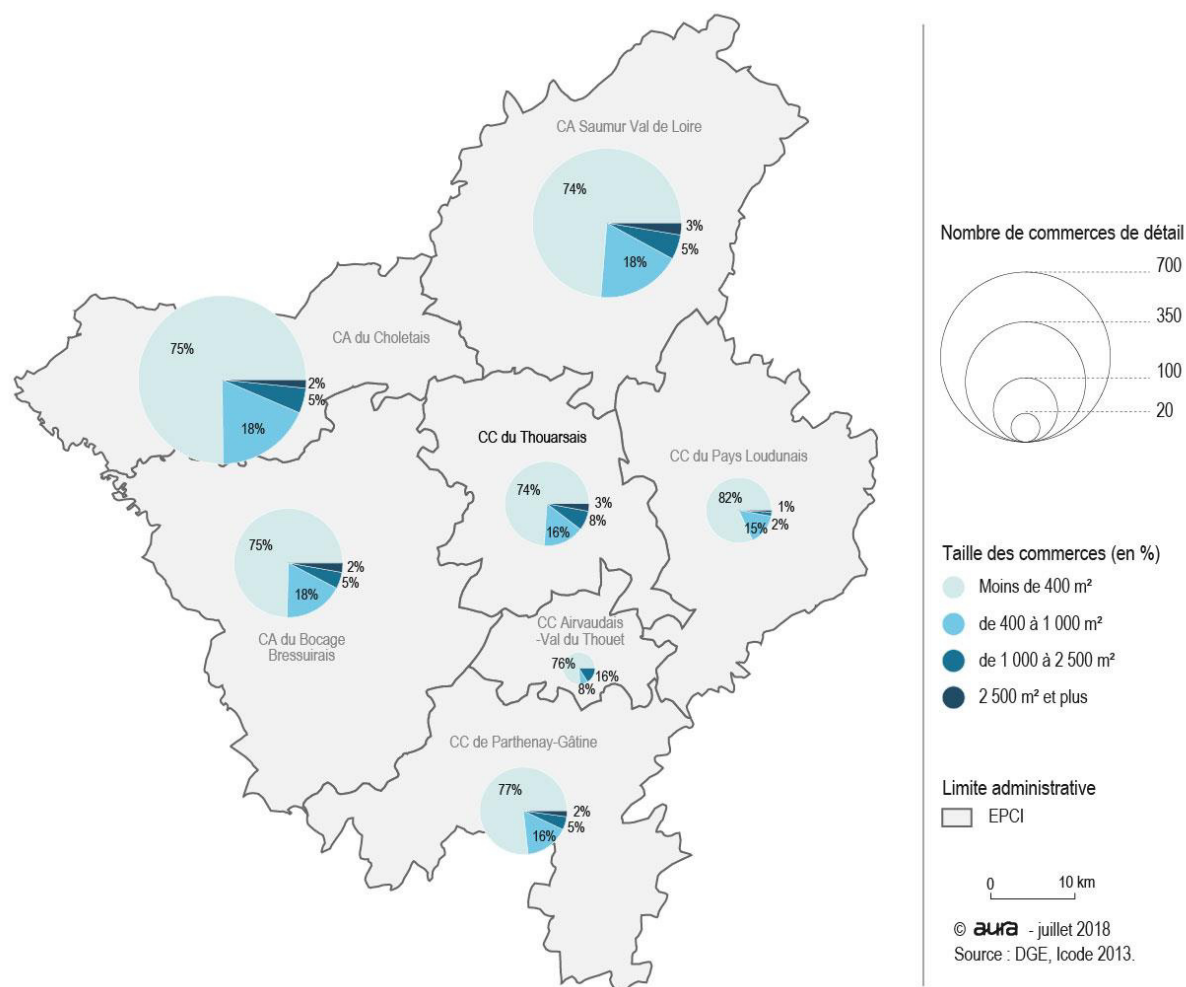 CA Saumur Val de Loire
74%
3%
5%
18%
CA du Choletais
75%
2%
5%
18%
CC du Thouarsais
74%
3%
8%
16%
CC du Pays Loudunais
82%
1%
2%
15%
75%
2%
5%
18%
CA du Bocage
Bressuirais
CC Airvaudais
-Val du Thouet
76%
16%
8%
CC de Parthenay-Gâtine
77%
2%
5%
16%
Nombre de commerces de détail
700
350
100
20
Taille des commerces (en %)
Moins de 400 m²
de 400 à 1 000 m²
de 1 000 à 2 500 m²
2 500 m² et plus
Limite administrative
EPCI
0 10 km
© aura - juillet 2018
Source : DGE, Icode 2013.